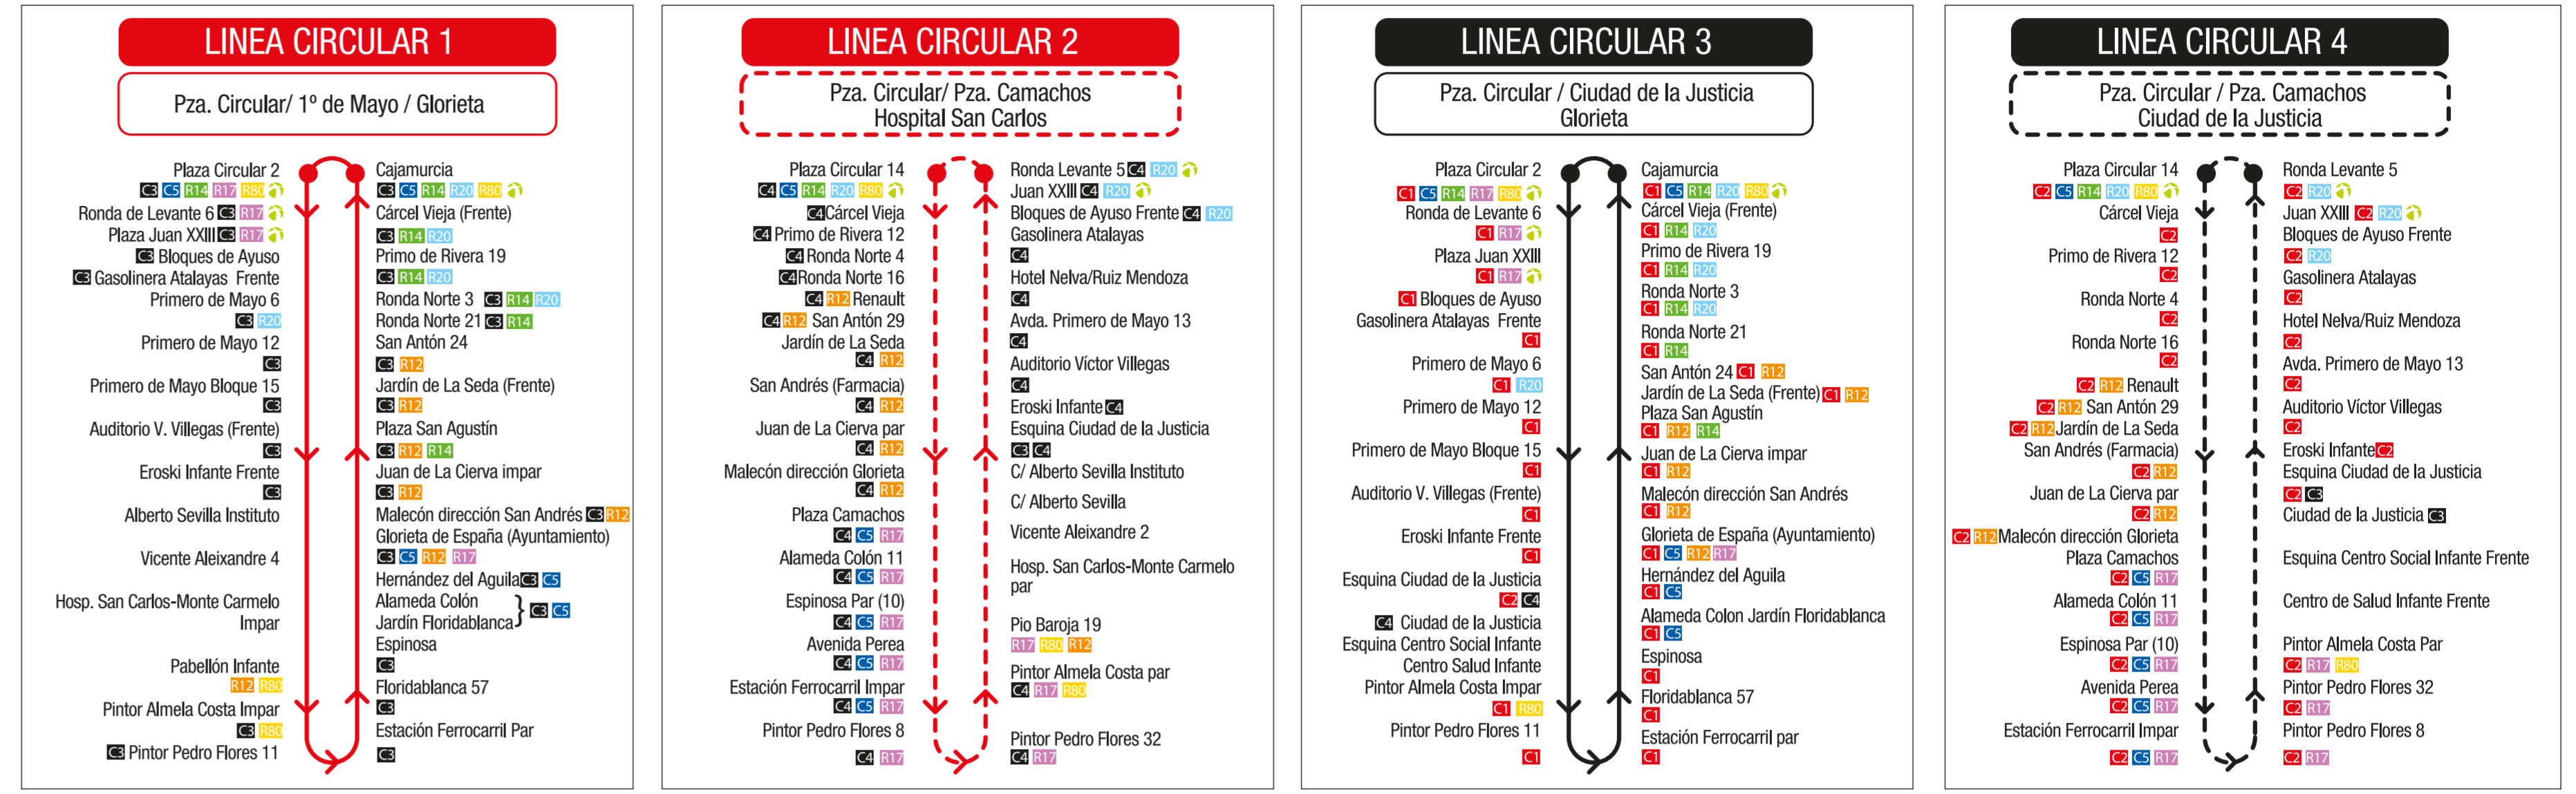 LINEA CIRCULAR 1
Pza. Circular/ 1º de Mayo / Glorieta
Plaza Circular 2
C3 C5 R14 R17 R80
Ronda de Levante 6 C3 R17
Plaza Juan XXIII C3 R17
C3 Bloques de Ayuso
C3 Gasolinera Atalayas Frente
Primero de Mayo 6
C3 R20
Primero de Mayo 12
C3
Primero de Mayo Bloque 15
C3
Auditorio V. Villegas (Frente)
C3
Eroski Infante Frente
C3
Alberto Sevilla Instituto
Vicente Aleixandre 4
Hosp. San Carlos-Monte Carmelo
Impar
Pabellón Infante
R12 R80
Pintor Almela Costa Impar
C3 R80
C3 Pintor Pedro Flores 11
Cajamurcia
C3 C5 R14 R20 R80
Cárcel Vieja (Frente)
C3 R14 R20
Primo de Rivera 19
C3 R14 R20
Ronda Norte 3 C3 R14 R20
Ronda Norte 21 C3 R14
San Antón 24
C3 R12
Jardín de La Seda (Frente)
C3 R12
Plaza San Agustín
C3 R12 R14
Juan de La Cierva impar
C3 R12
Malecón dirección San Andrés C3 R12
Glorieta de España (Ayuntamiento)
C3 C5 R12 R17
Hernández del Aguila C3 C5
Alameda Colón
Jardín Floridablanca } C3 C5
Espinosa
C3
Floridablanca 57
C3
Estación Ferrocarril Par
C3
LINEA CIRCULAR 2
Pza. Circular/ Pza. Camachos
Hospital San Carlos
Plaza Circular 14
C4 C5 R14 R20 R80
C4 Cárcel Vieja
C4 Primo de Rivera 12
C4 Ronda Norte 4
C4 Ronda Norte 16
C4 R12 Renault
C4 R12 San Antón 29
Jardín de La Seda
C4 R12
San Andrés (Farmacia)
C4 R12
Juan de La Cierva par
C4 R12
Malecón dirección Glorieta
C4 R12
Plaza Camachos
C4 C5 R17
Alameda Colón 11
C4 C5 R17
Espinosa Par (10)
C4 C5 R17
Avenida Perea
C4 C5 R17
Estación Ferrocarril Impar
C4 C5 R17
Pintor Pedro Flores 8
C4 R17
Ronda Levante 5 C4 R20
Juan XXIII C4 R20
Bloques de Ayuso Frente C4 R20
Gasolinera Atalayas
C4
Hotel Nelva/Ruiz Mendoza
C4
Avda. Primero de Mayo 13
C4
Auditorio Víctor Villegas
C4
Eroski Infante C4
Esquina Ciudad de la Justicia
C3 C4
C/ Alberto Sevilla Instituto
C/ Alberto Sevilla
Vicente Aleixandre 2
Hosp. San Carlos-Monte Carmelo
par
Pio Baroja 19
R17 R80 R12
Pintor Almela Costa par
C4 R17 R80
Pintor Pedro Flores 32
C4 R17
LINEA CIRCULAR 3
Pza. Circular / Ciudad de la Justicia
Glorieta
Plaza Circular 2
C1 C5 R14 R17 R80
Ronda de Levante 6
C1 R17
Plaza Juan XXIII
C1 R17
C1 Bloques de Ayuso
Gasolinera Atalayas Frente
C1
Primero de Mayo 6
C1 R20
Primero de Mayo 12
C1
Primero de Mayo Bloque 15
C1
Auditorio V. Villegas (Frente)
C1
Eroski Infante Frente
C1
Esquina Ciudad de la Justicia
C2 C4
C4 Ciudad de la Justicia
Esquina Centro Social Infante
Centro Salud Infante
Pintor Almela Costa Impar
C1 R80
Pintor Pedro Flores 11
C1
Cajamurcia
C1 C5 R14 R20 R80
Cárcel Vieja (Frente)
C1 R14 R20
Primo de Rivera 19
C1 R14 R20
Ronda Norte 3
C1 R14 R20
Ronda Norte 21
C1 R14
San Antón 24 C1 R12
Jardín de La Seda (Frente) C1 R12
Plaza San Agustín
C1 R12 R14
Juan de La Cierva impar
C1 R12
Malecón dirección San Andrés
C1 R12
Glorieta de España (Ayuntamiento)
C1 C5 R12 R17
Hernández del Aguila
C1 C5
Alameda Colon Jardín Floridablanca
C1 C5
Espinosa
C1
Floridablanca 57
C1
Estación Ferrocarril par
C1
LINEA CIRCULAR 4
Pza. Circular / Pza. Camachos
Ciudad de la Justicia
Plaza Circular 14
C2 C5 R14 R20 R80
Cárcel Vieja
C2
Primo de Rivera 12
C2
Ronda Norte 4
C2
Ronda Norte 16
C2
C2 R12 Renault
C2 R12 San Antón 29
C2 R12 Jardín de La Seda
San Andrés (Farmacia)
C2 R12
Juan de La Cierva par
C2 R12
C2 R12 Malecón dirección Glorieta
Plaza Camachos
C2 C5 R17
Alameda Colón 11
C2 C5 R17
Espinosa Par (10)
C2 C5 R17
Avenida Perea
C2 C5 R17
Estación Ferrocarril Impar
C2 C5 R17
Ronda Levante 5
C2 R20
Juan XXIII C2 R20
Bloques de Ayuso Frente
C2 R20
Gasolinera Atalayas
C2
Hotel Nelva/Ruiz Mendoza
C2
Avda. Primero de Mayo 13
C2
Auditorio Víctor Villegas
C2
Eroski Infante C2
Esquina Ciudad de la Justicia
C2 C3
Ciudad de la Justicia C3
Esquina Centro Social Infante Frente
Centro de Salud Infante Frente
Pintor Almela Costa Par
C2 R17 R80
Pintor Pedro Flores 32
C2 R17
Pintor Pedro Flores 8
C2 R17